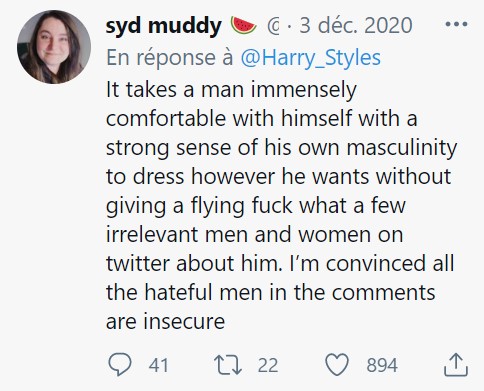 syd muddy 🍉 @ · 3 déc. 2020
En réponse à @Harry_Styles
It takes a man immensely
comfortable with himself with a
strong sense of his own masculinity
to dress however he wants without
giving a flying fuck what a few
irrelevant men and women on
twitter about him. I’m convinced all
the hateful men in the comments
are insecure
41 22 894